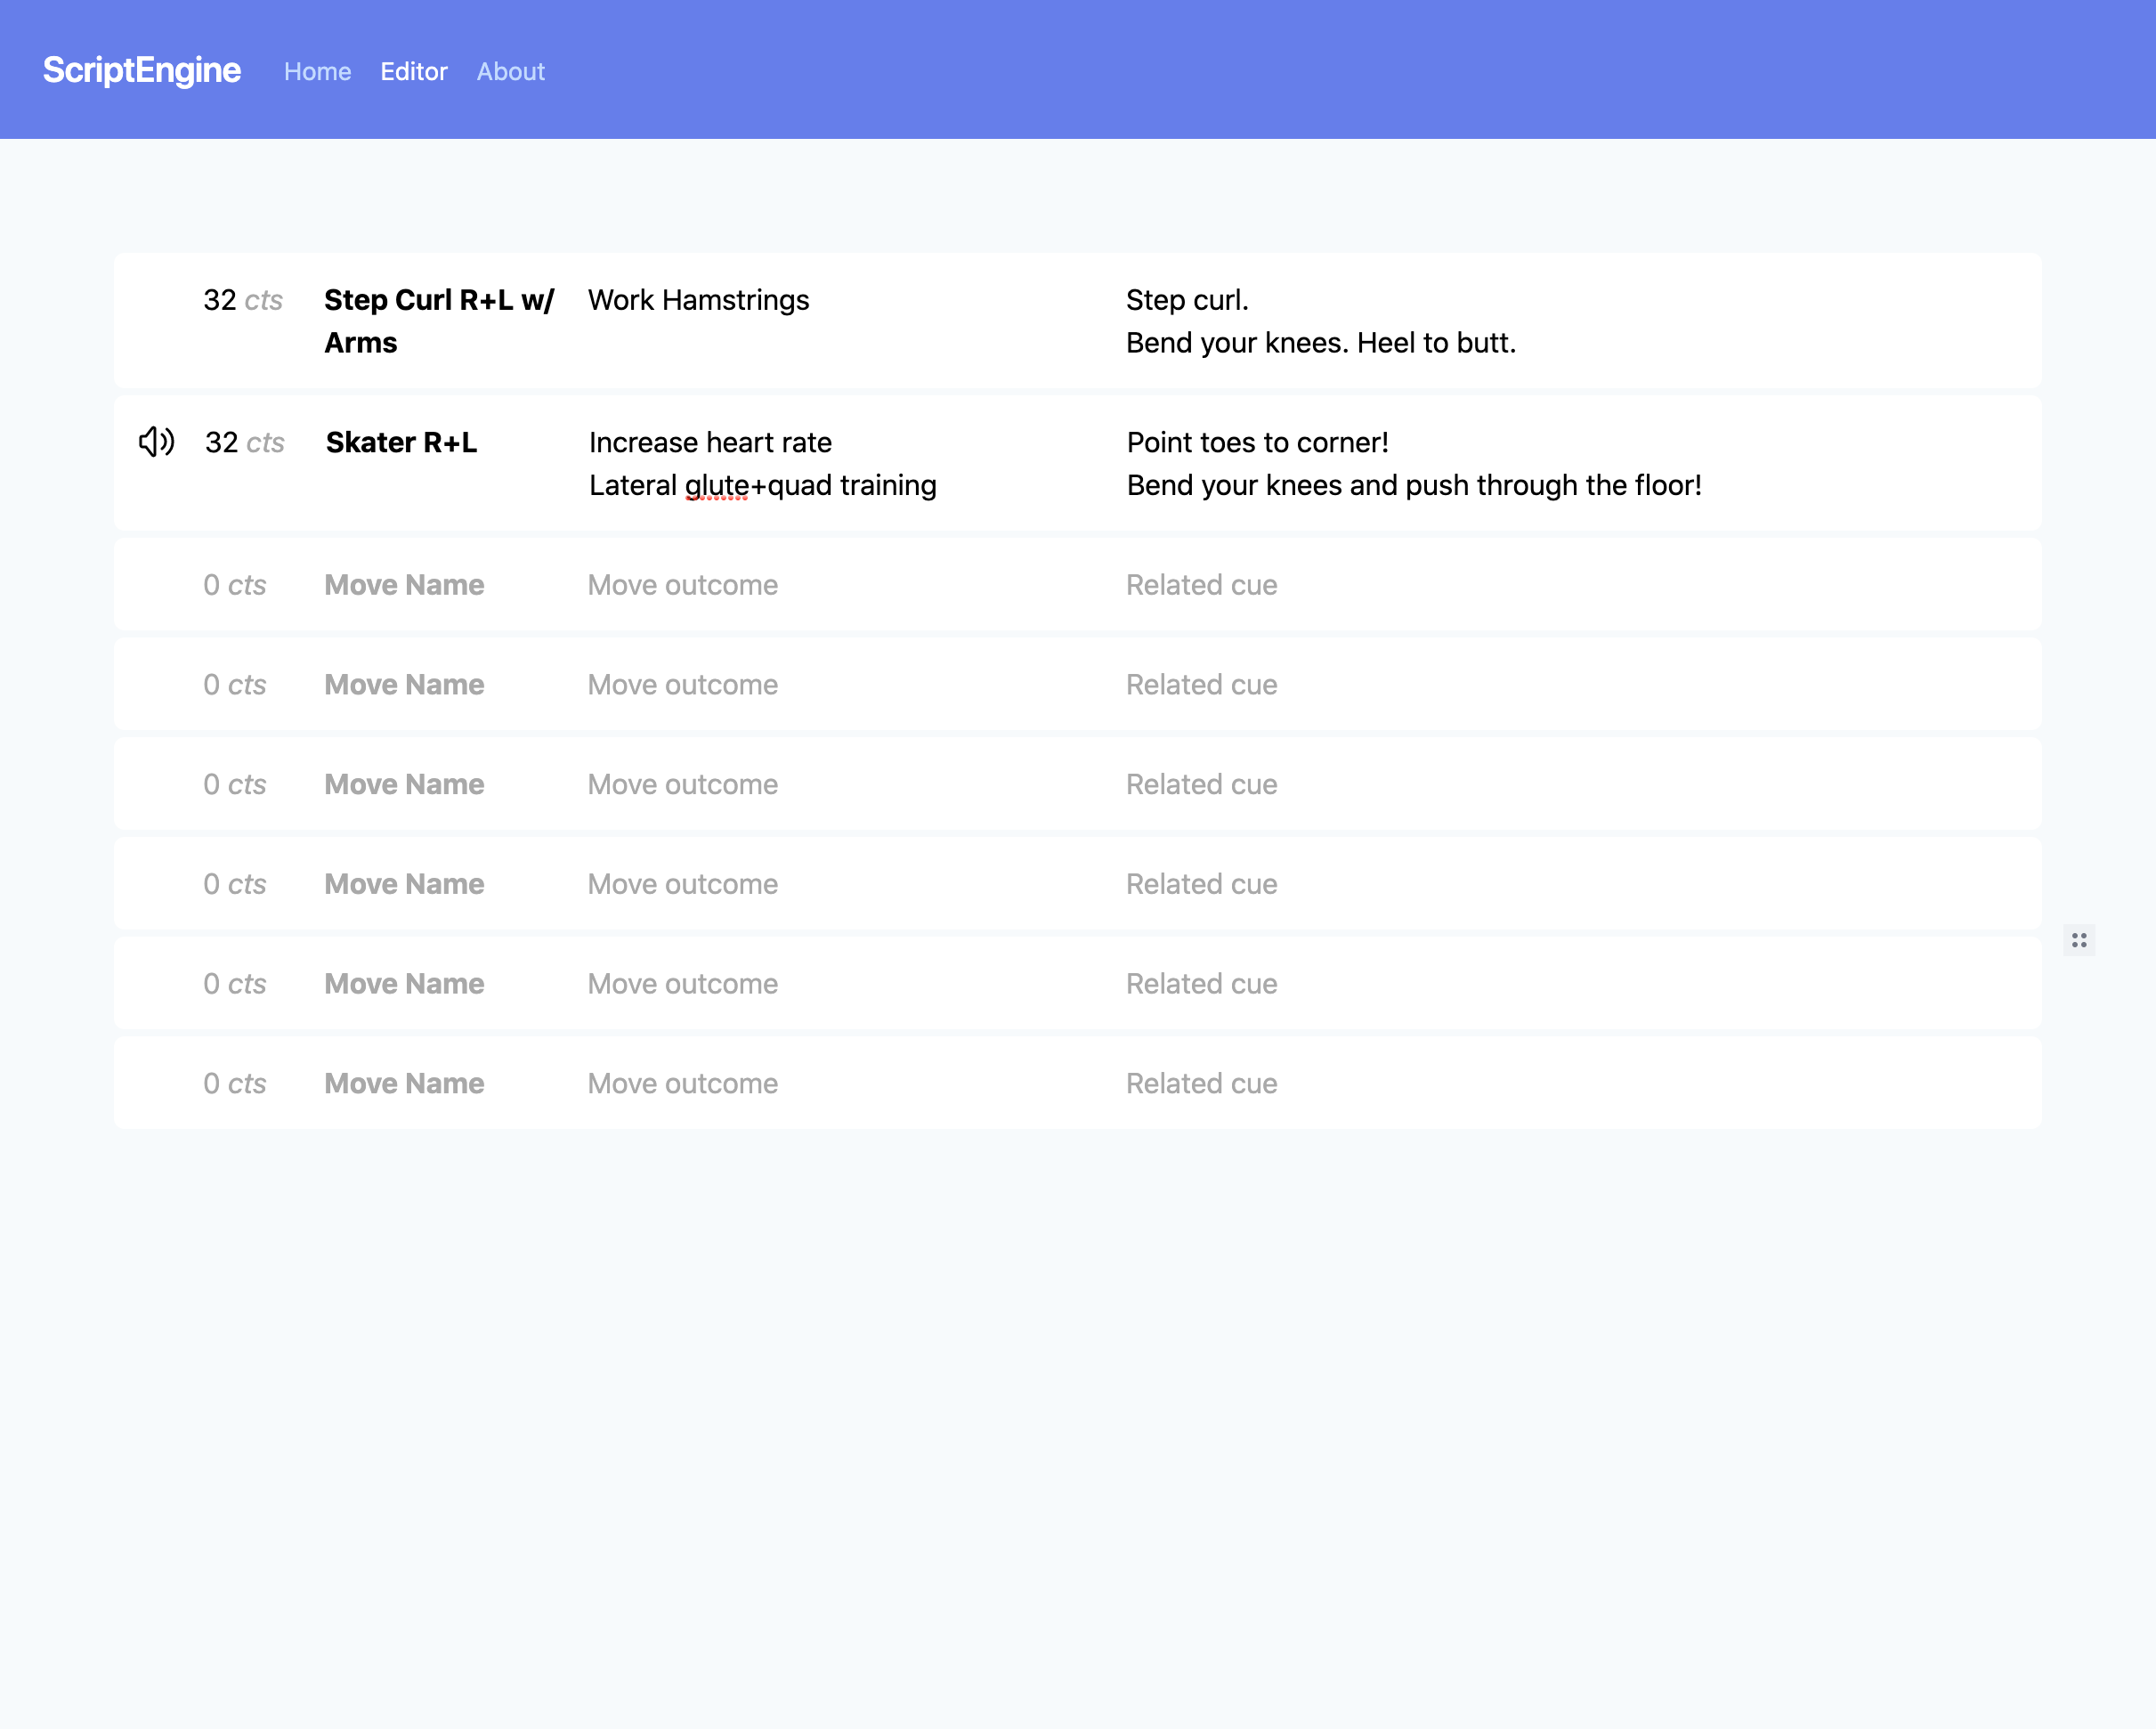 ScriptEngine Home Editor About
32 cts Step Curl R+L w/ Work Hamstrings Step curl.
Arms Bend your knees. Heel to butt.
32 cts Skater R+L Increase heart rate Point toes to corner!
Lateral glute+quad training Bend your knees and push through the floor!
0 cts Move Name Move outcome Related cue
0 cts Move Name Move outcome Related cue
0 cts Move Name Move outcome Related cue
0 cts Move Name Move outcome Related cue
0 cts Move Name Move outcome Related cue
0 cts Move Name Move outcome Related cue